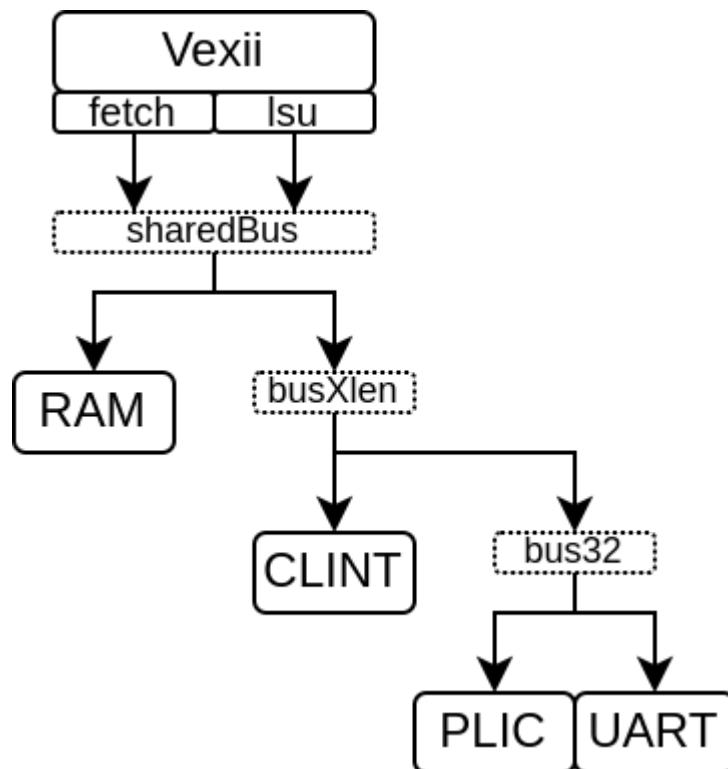 Vexii
fetch lsu
sharedBus
RAM
busXlen
CLINT
bus32
PLIC UART